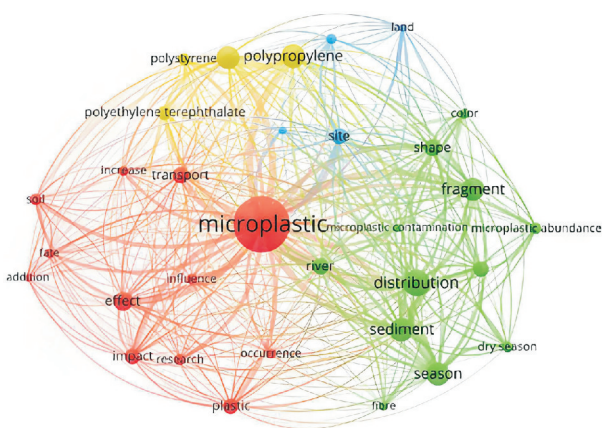 land
polystyrene
polypropylene
polyethylene terephthalate
color
site
shape
increase
transport
fragment
soil
microplastic
microplastic contamination
microplastic abundance
fate
river
addition
influence
distribution
effect
sediment
impact
research
occurrence
dry season
season
plastic
fibre